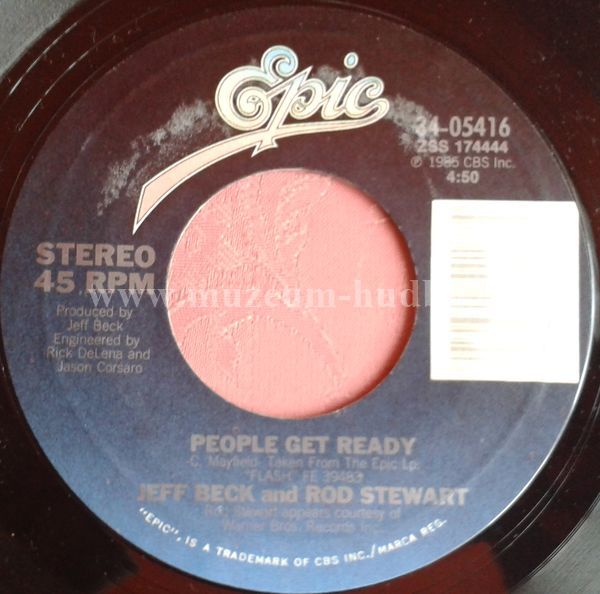 Epic
34-05416
ZSS 174444
℗ 1985 CBS Inc.
4:50
STEREO
45 RPM
Produced by
Jeff Beck
Engineered by
Rick DeLena and
Jason Corsaro
www.muzeum-hudb
PEOPLE GET READY
-C. Mayfield- Taken From The Epic Lp:
"FLASH" FE 39483
JEFF BECK and ROD STEWART
Rod Stewart appears courtesy of
Warner Bros. Records Inc.
"EPIC", IS A TRADEMARK OF CBS INC./MARCA REG.